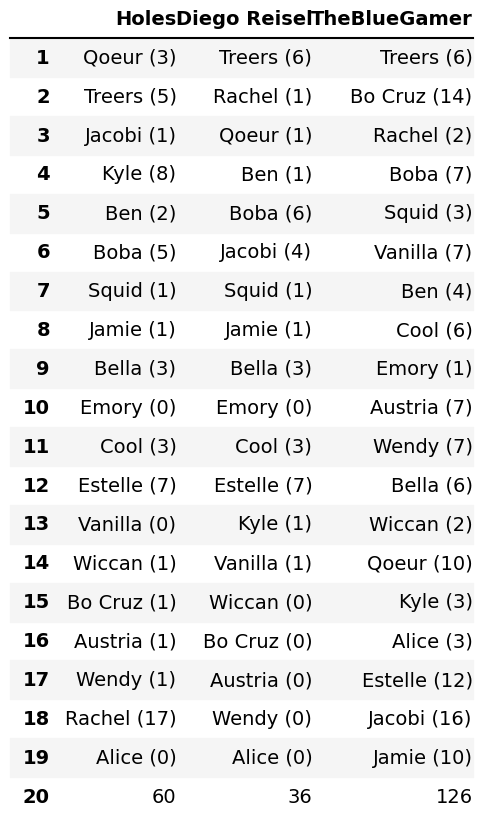 Holes Diego Reisel TheBlueGamer
1 Qoeur (3) Treers (6) Treers (6)
2 Treers (5) Rachel (1) Bo Cruz (14)
3 Jacobi (1) Qoeur (1) Rachel (2)
4 Kyle (8) Ben (1) Boba (7)
5 Ben (2) Boba (6) Squid (3)
6 Boba (5) Jacobi (4) Vanilla (7)
7 Squid (1) Squid (1) Ben (4)
8 Jamie (1) Jamie (1) Cool (6)
9 Bella (3) Bella (3) Emory (1)
10 Emory (0) Emory (0) Austria (7)
11 Cool (3) Cool (3) Wendy (7)
12 Estelle (7) Estelle (7) Bella (6)
13 Vanilla (0) Kyle (1) Wiccan (2)
14 Wiccan (1) Vanilla (1) Qoeur (10)
15 Bo Cruz (1) Wiccan (0) Kyle (3)
16 Austria (1) Bo Cruz (0) Alice (3)
17 Wendy (1) Austria (0) Estelle (12)
18 Rachel (17) Wendy (0) Jacobi (16)
19 Alice (0) Alice (0) Jamie (10)
20 60 36 126